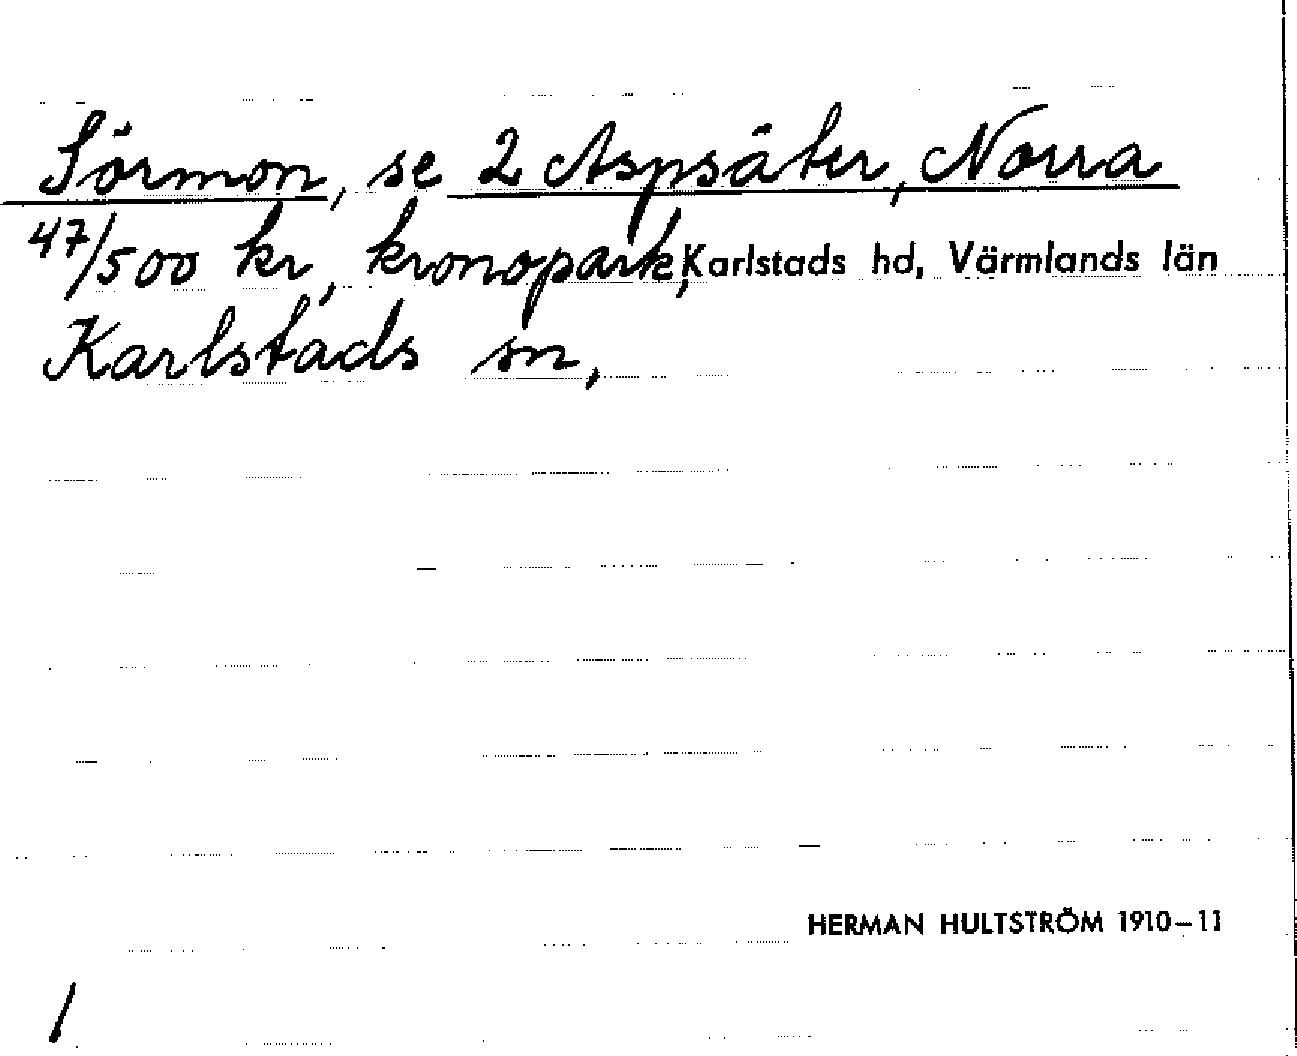 Sörmon, se 2 Aspsäter, Norra
47/500 kr, kronopark, Karlstads hd, Värmlands län
Karlstads sn,
HERMAN HULTSTRÖM 1910–11
/